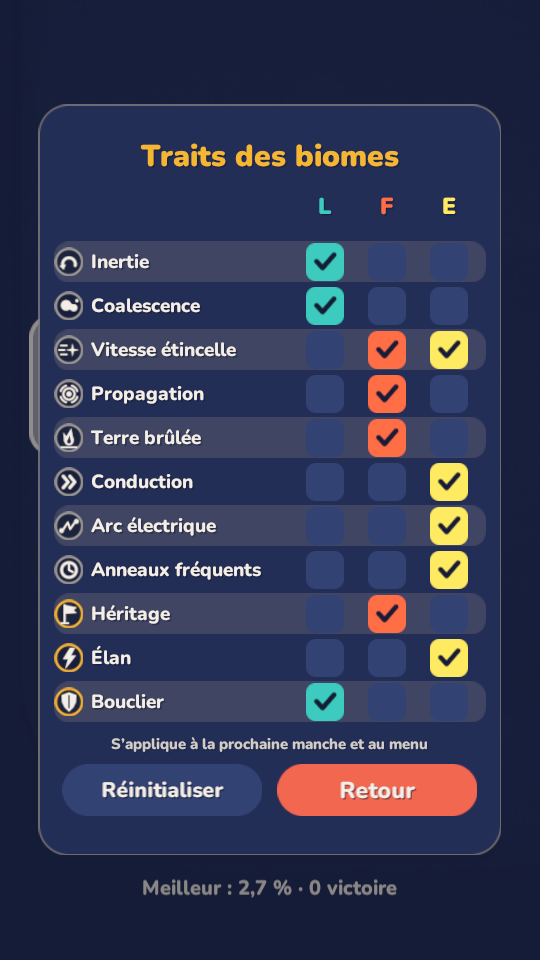 Traits des biomes
L F E
Inertie
Coalescence
Vitesse étincelle
Propagation
Terre brûlée
Conduction
Arc électrique
Anneaux fréquents
Héritage
Élan
Bouclier
S'applique à la prochaine manche et au menu
Réinitialiser Retour
Meilleur : 2,7 % · 0 victoire